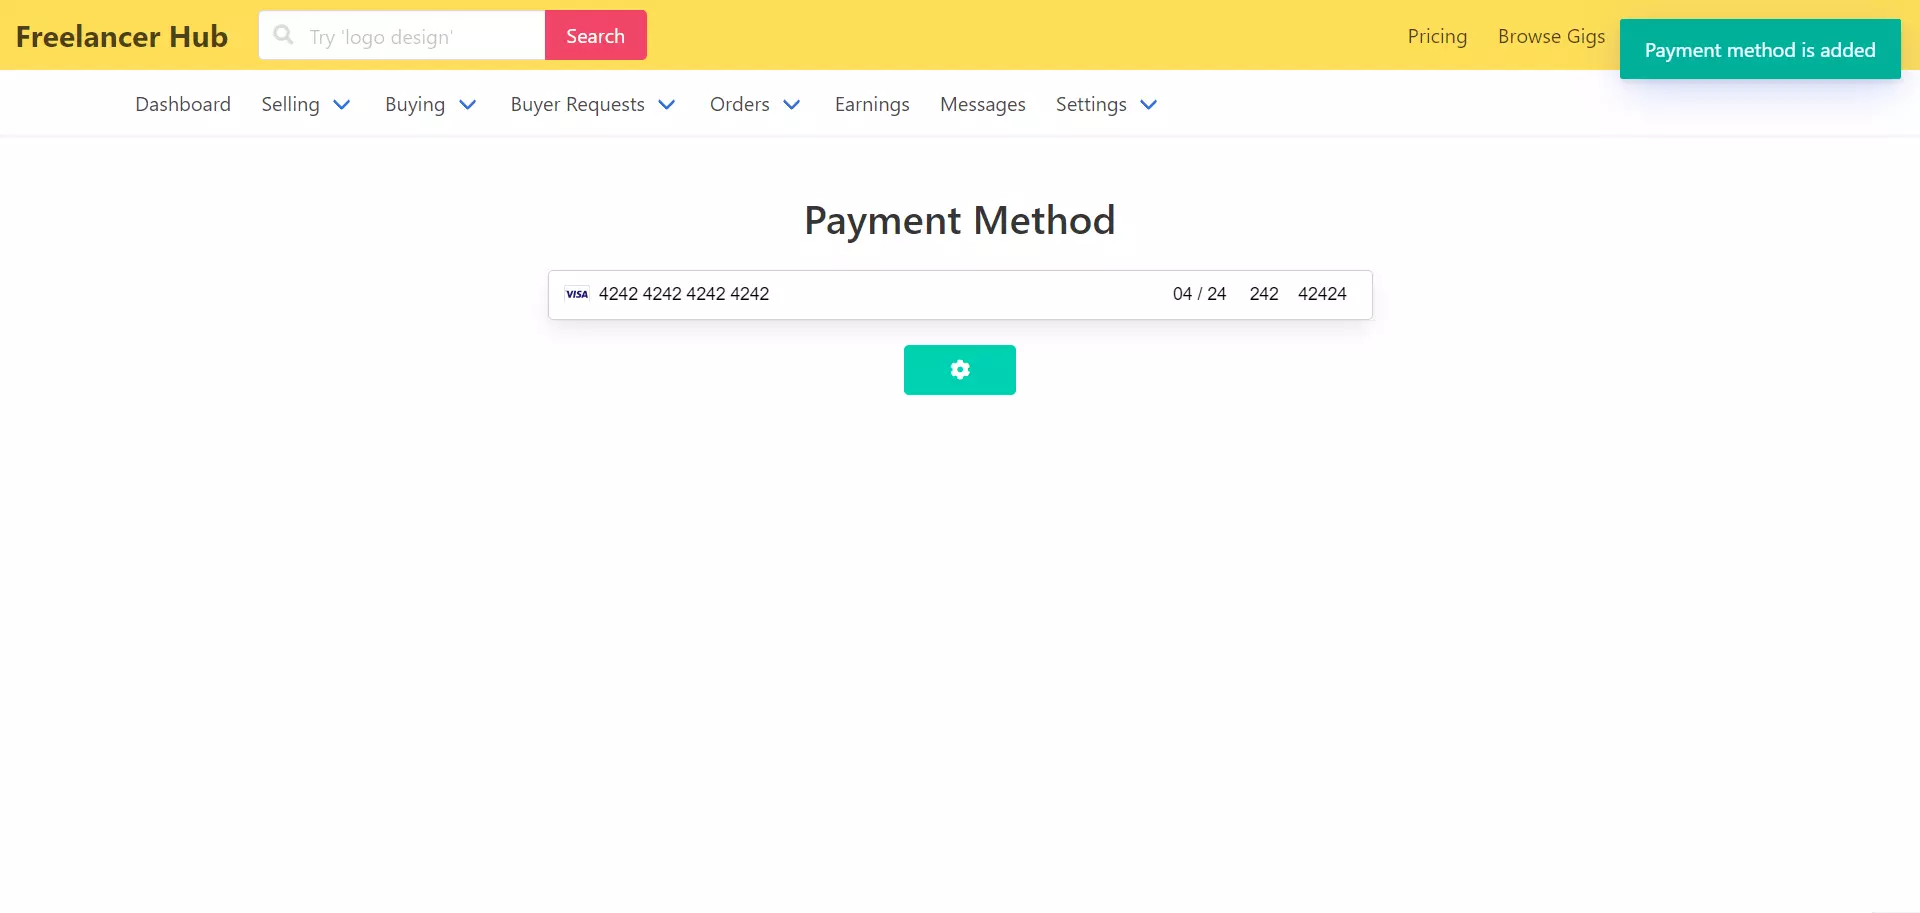 Freelancer Hub
Try 'logo design'
Search
Pricing
Browse Gigs
Payment method is added
Dashboard
Selling
Buying
Buyer Requests
Orders
Earnings
Messages
Settings
Payment Method
VISA 4242 4242 4242 4242 04 / 24 242 42424